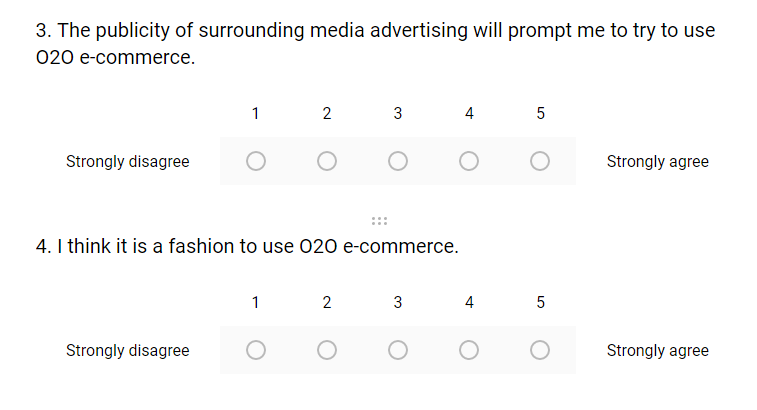 3. The publicity of surrounding media advertising will prompt me to try to use
O2O e-commerce.
1 2 3 4 5
Strongly disagree Strongly agree
4. I think it is a fashion to use O2O e-commerce.
1 2 3 4 5
Strongly disagree Strongly agree